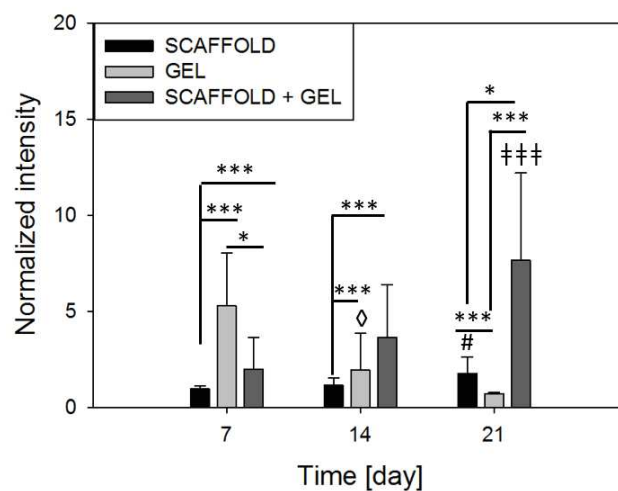 20
SCAFFOLD
GEL
SCAFFOLD + GEL
15
10
5
0
Normalized intensity
***
***
*
***
***
◊
*
***
‡‡‡
***
#
7 14 21
Time [day]